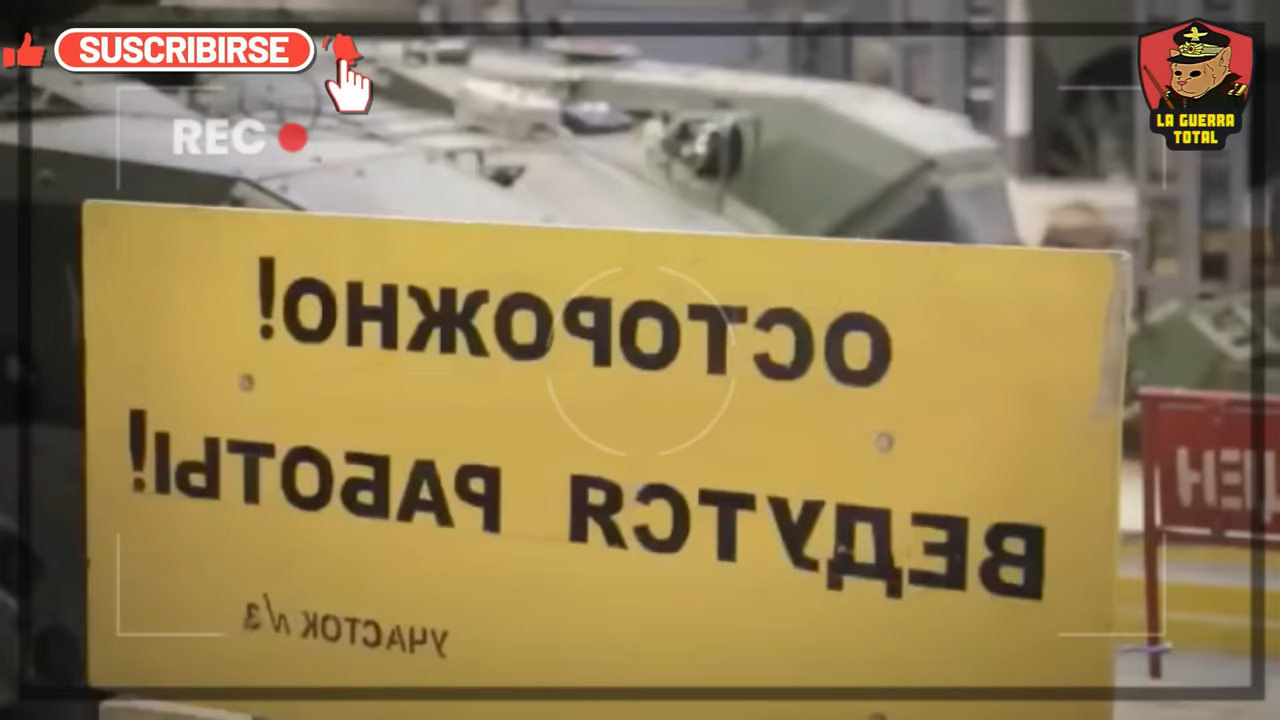 SUSCRIBIRSE
REC
LA GUERRA
TOTAL
ОСТОРОЖНО!
ВЕДУТСЯ РАБОТЫ!
УЧАСТОК